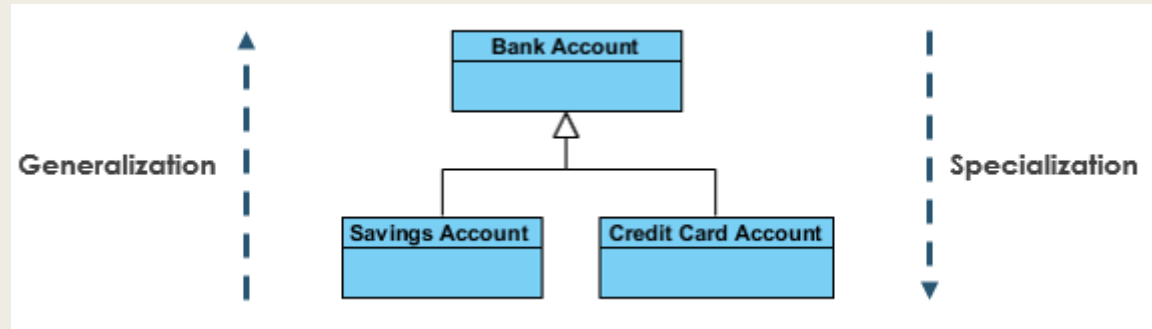 Bank Account
Generalization
Specialization
Savings Account
Credit Card Account